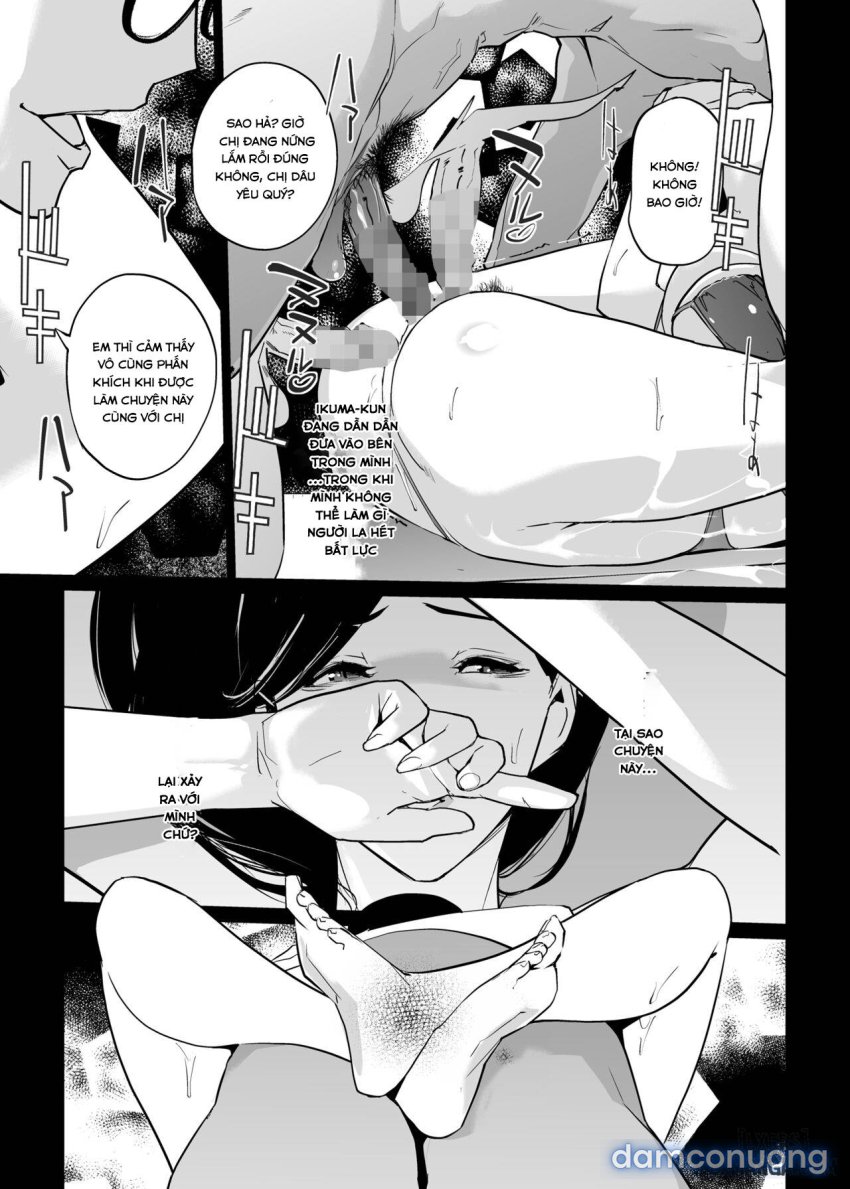 KHÔNG!
KHÔNG
BAO GIỜ!
SAO HẢ? GIỜ
CHỊ ĐANG NỨNG
LẮM RỒI ĐÚNG
KHÔNG, CHỊ DÂU
YÊU QUÝ?
EM THÌ CẢM THẤY
VÔ CÙNG PHẤN
KHÍCH KHI ĐƯỢC
LÀM CHUYỆN NÀY
CÙNG VỚI CHỊ
IKUMA-KUN
ĐANG DẪN DẦN
ĐƯA VÀO BÊN
TRONG MÌNH
...TRONG KHI
MÌNH KHÔNG
THỂ LÀM GÌ
NGƯỜI LA HÉT
BẤT LỰC
TẠI SAO
CHUYỆN
NÀY...
LẠI XẢY
RA VỚI
MÌNH
CHỨ?
damconuong